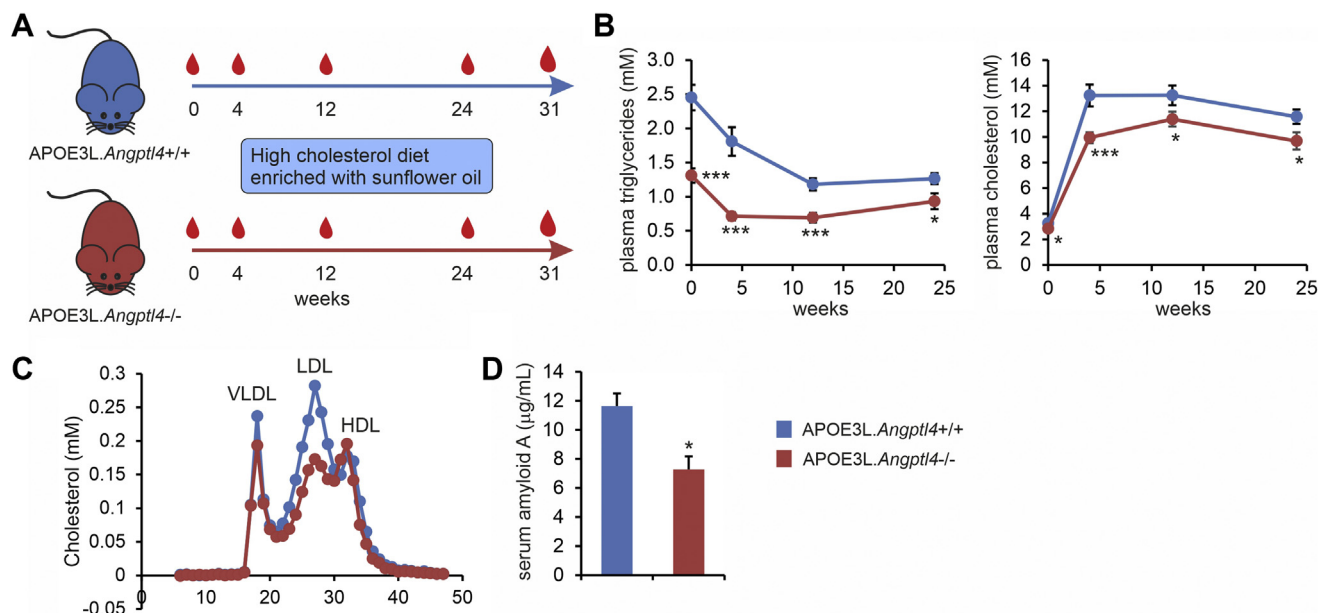 A
0 4 12 24 31
APOE3L.Angptl4+/+
High cholesterol diet
enriched with sunflower oil
0 4 12 24 31
weeks
APOE3L.Angptl4-/-
B
plasma triglycerides (mM)
3.0
2.5
2.0
1.5
1.0
0.5
0.0
***
***
***
*
0 5 10 15 20 25
weeks
plasma cholesterol (mM)
16
14
12
10
8
6
4
2
0
*
***
*
*
0 5 10 15 20 25
weeks
C
Cholesterol (mM)
0.3
0.25
0.2
0.15
0.1
0.05
0
-0.05
VLDL
LDL
HDL
0 10 20 30 40 50
D
serum amyloid A (µg/mL)
14
12
10
8
6
4
2
0
*
APOE3L.Angptl4+/+
APOE3L.Angptl4-/-